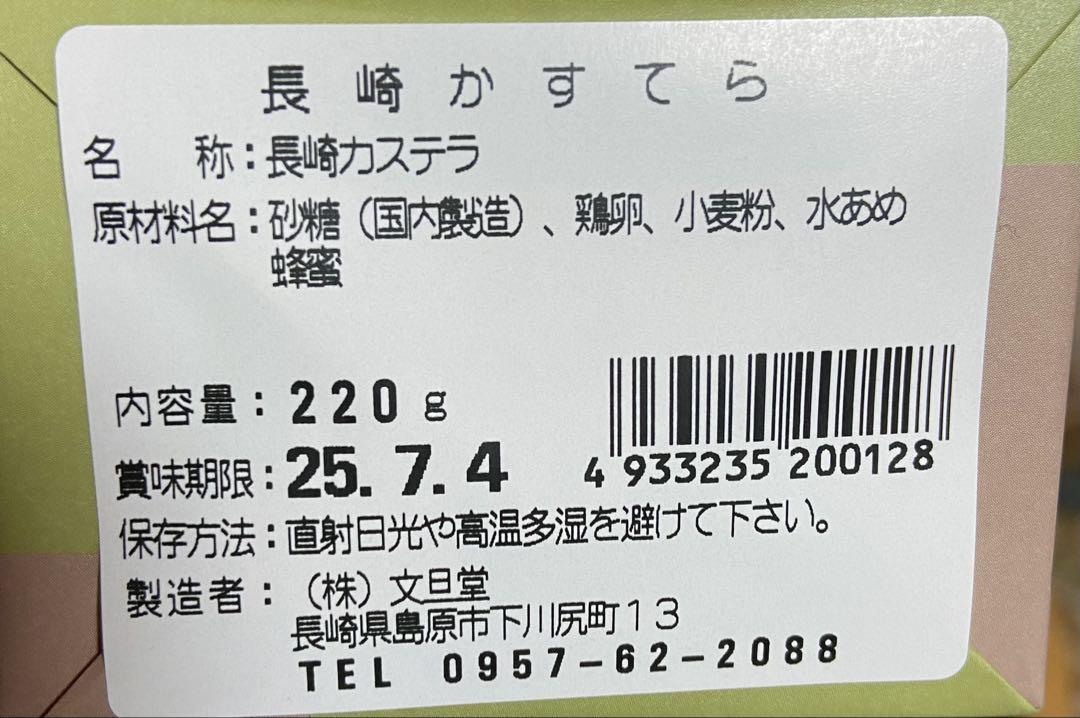 長崎かすてら
名　称：長崎カステラ
原材料名：砂糖（国内製造）、鶏卵、小麦粉、水あめ
蜂蜜
内容量：220g
賞味期限：25.7.4
4 933235 200128
保存方法：直射日光や高温多湿を避けて下さい。
製造者：（株）文旦堂
長崎県島原市下川尻町１３
TEL 0957-62-2088